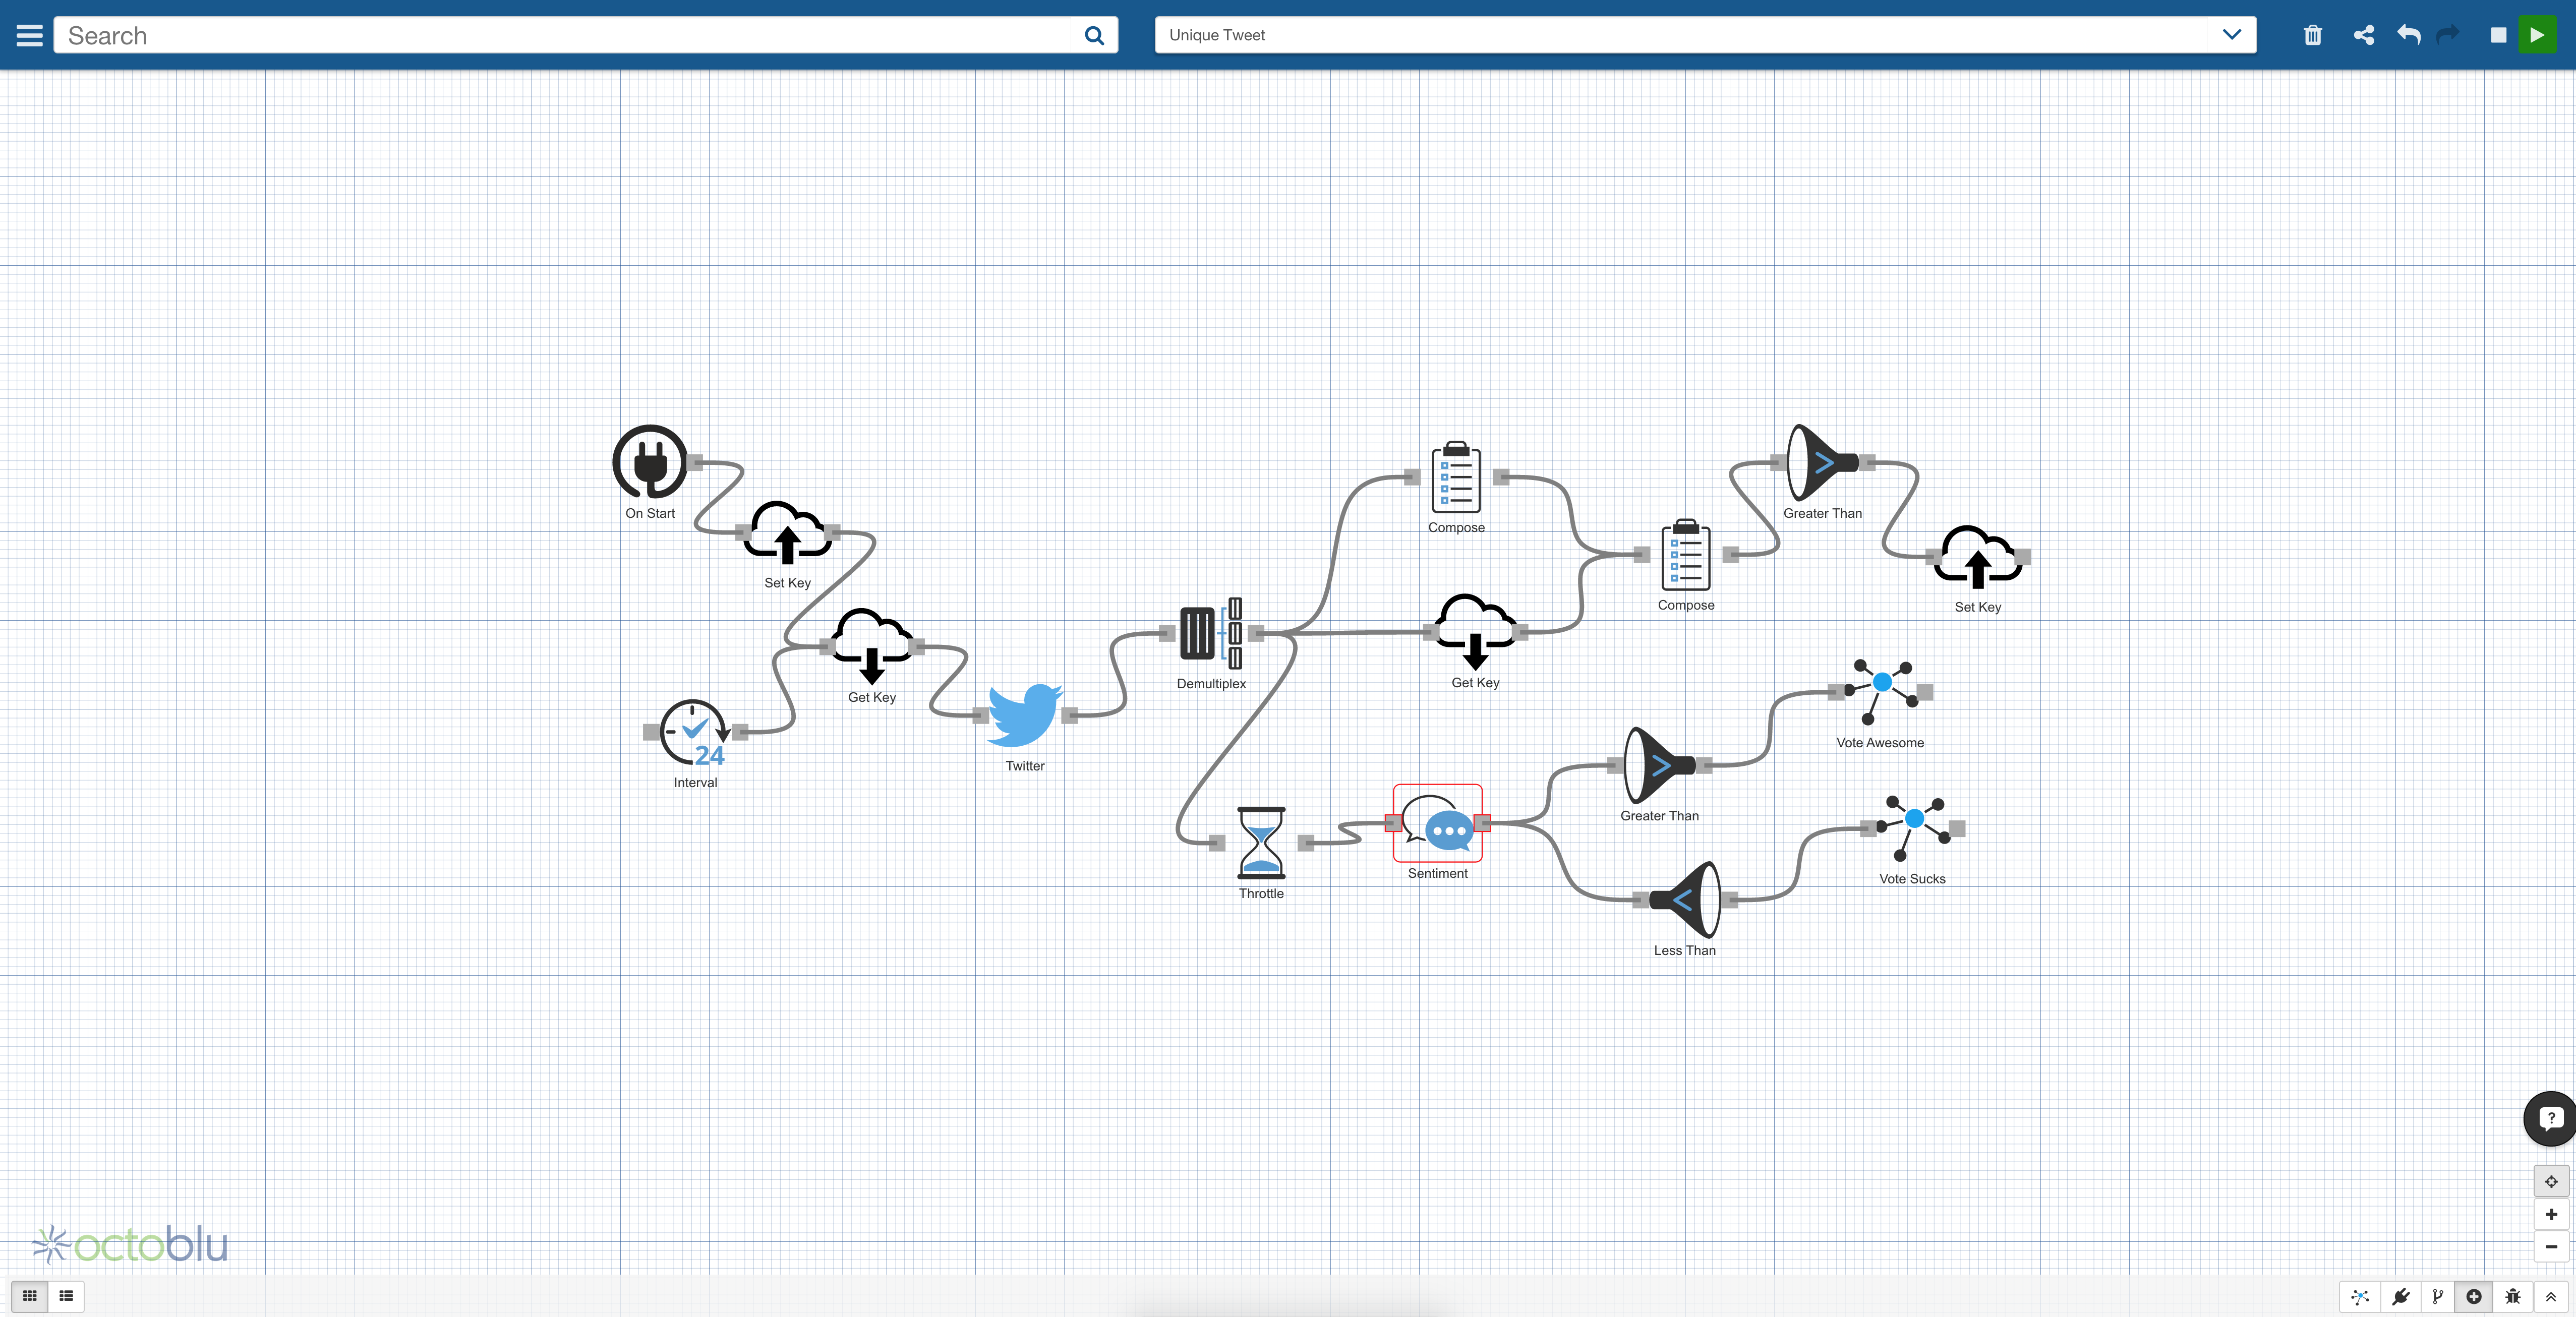 Search
Unique Tweet
On Start
Set Key
Get Key
24
Interval
Twitter
Demultiplex
Compose
Get Key
Compose
Greater Than
Set Key
Throttle
Sentiment
Greater Than
Less Than
Vote Awesome
Vote Sucks
octoblu